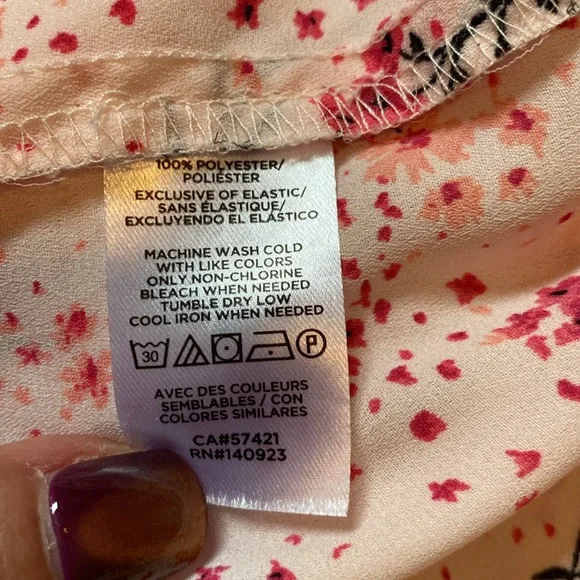 100% POLYESTER/
POLIÉSTER
EXCLUSIVE OF ELASTIC/
SANS ÉLASTIQUE/
EXCLUYENDO EL ELÁSTICO
MACHINE WASH COLD
WITH LIKE COLORS
ONLY NON-CHLORINE
BLEACH WHEN NEEDED
TUMBLE DRY LOW
COOL IRON WHEN NEEDED
30 P
AVEC DES COULEURS
SEMBLABLES / CON
COLORES SIMILARES
CA#57421
RN#140923